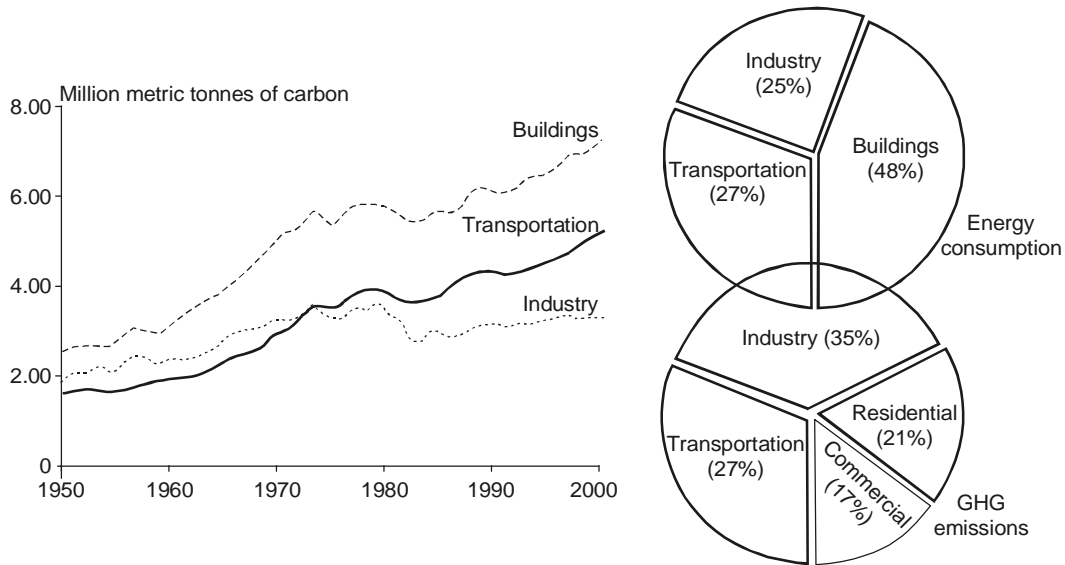 Million metric tonnes of carbon
8.00
6.00
4.00
2.00
0
1950
1960
1970
1980
1990
2000
Buildings
Transportation
Industry
Industry
(25%)
Transportation
(27%)
Buildings
(48%)
Energy
consumption
Industry (35%)
Residential
(21%)
Transportation
(27%)
Commercial
(17%)
GHG
emissions